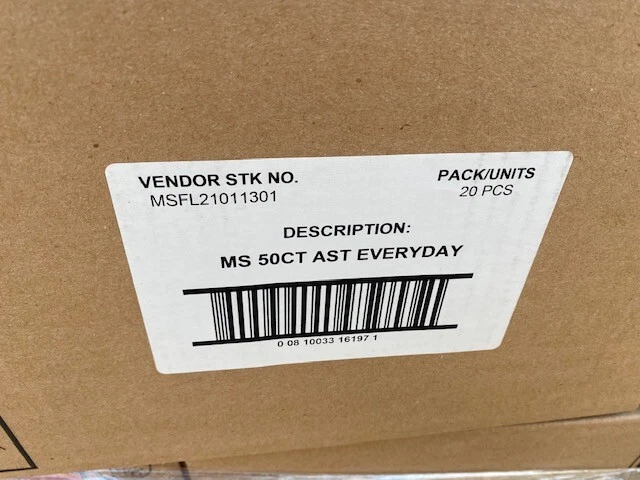 VENDOR STK NO.
MSFL21011301
PACK/UNITS
20 PCS
DESCRIPTION:
MS 50CT AST EVERYDAY
0 08 10033 16197 1